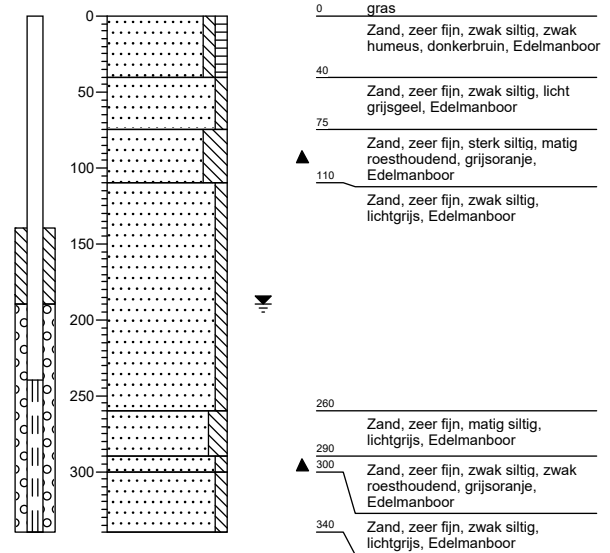 0
50
100
150
200
250
300
0 gras
Zand, zeer fijn, zwak siltig, zwak
humeus, donkerbruin, Edelmanboor
40
Zand, zeer fijn, zwak siltig, licht
grijsgeel, Edelmanboor
75
Zand, zeer fijn, sterk siltig, matig
roesthoudend, grijsoranje,
Edelmanboor
110
Zand, zeer fijn, zwak siltig,
lichtgrijs, Edelmanboor
260
Zand, zeer fijn, matig siltig,
lichtgrijs, Edelmanboor
290
300
Zand, zeer fijn, zwak siltig, zwak
roesthoudend, grijsoranje,
Edelmanboor
340
Zand, zeer fijn, zwak siltig,
lichtgrijs, Edelmanboor